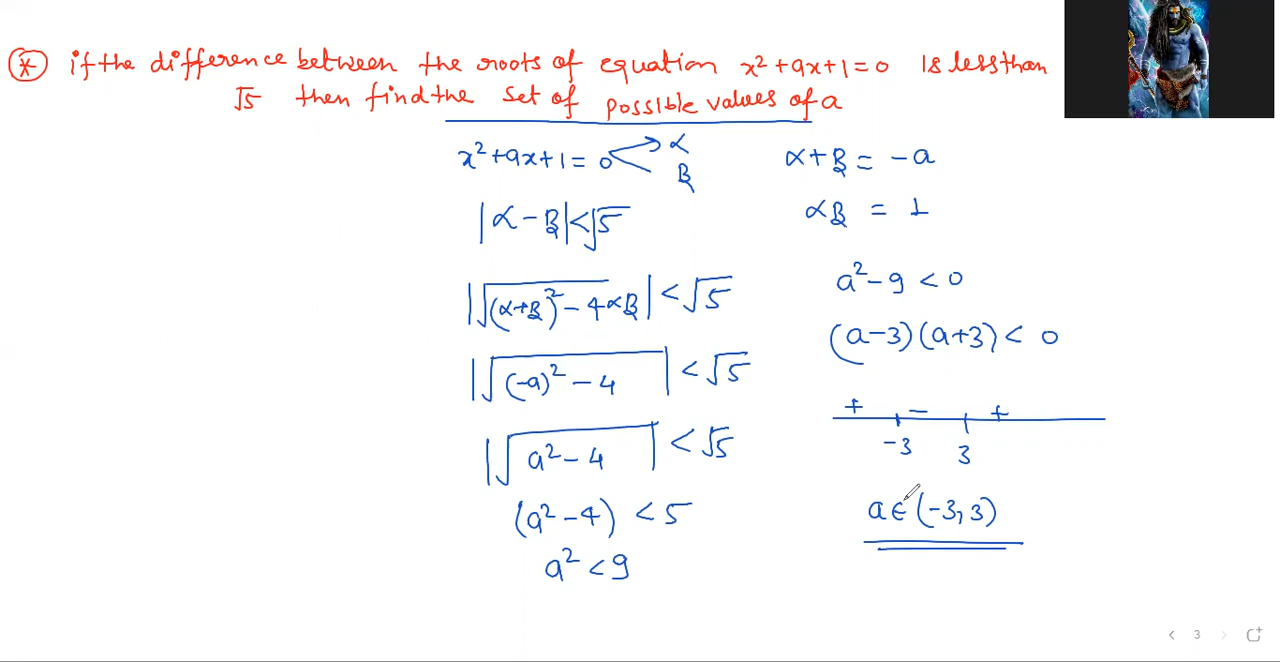 * if the difference between the roots of equation x²+ax+1=0 is less than
√5 then find the set of possible values of a
x²+ax+1=0 α
β
|α-β|<√5
|√(α+β)²-4αβ|<√5
|√(-a)²-4|<√5
|√a²-4|<√5
(a²-4)<5
a²<9
α+β=-a
αβ=1
a²-9<0
(a-3)(a+3)<0
+ - +
-3 3
a∈(-3,3)
< 3 >